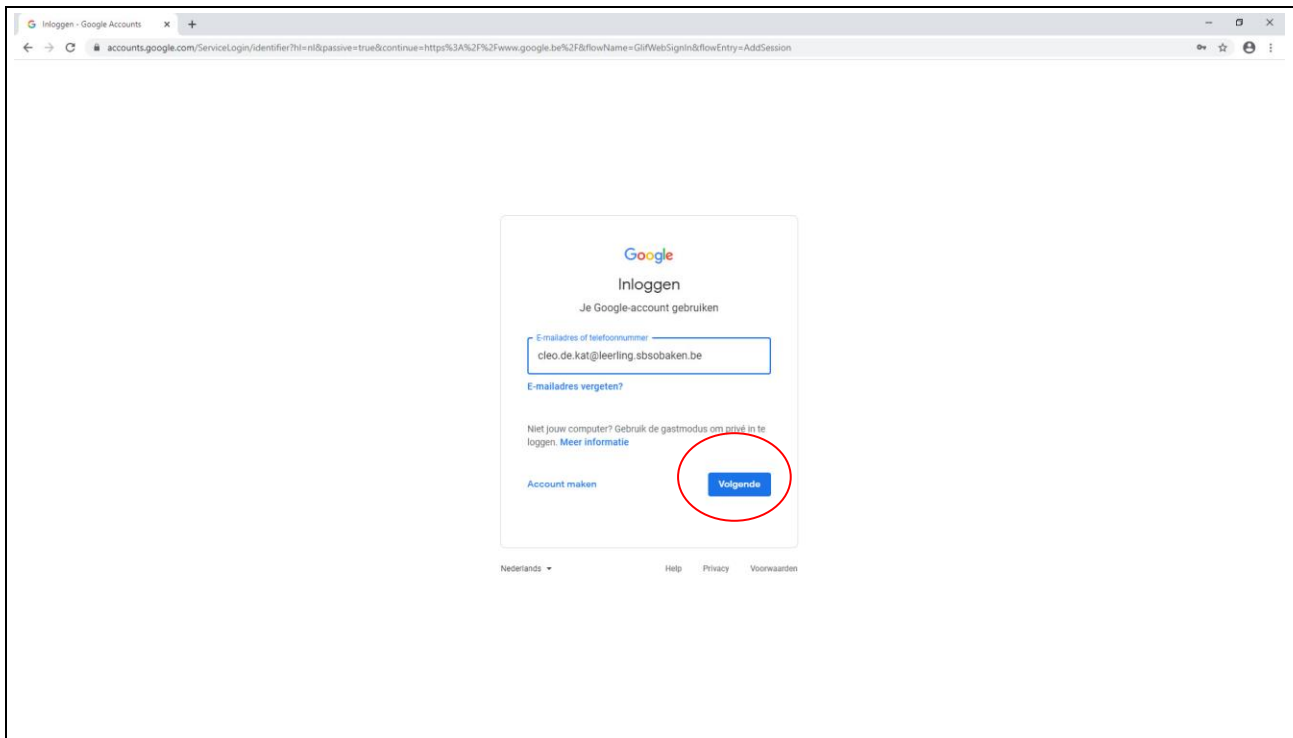 Inloggen - Google Accounts
accounts.google.com/ServiceLogin/identifier?hl=nl&passive=true&continue=https%3A%2F%2Fwww.google.be%2F&flowName=GlifWebSignIn&flowEntry=AddSession
Google
Inloggen
Je Google-account gebruiken
E-mailadres of telefoonnummer
cleo.de.kat@leerling.sbsobaken.be
E-mailadres vergeten?
Niet jouw computer? Gebruik de gastmodus om privé in te
loggen. Meer informatie
Account maken Volgende
Nederlands Help Privacy Voorwaarden